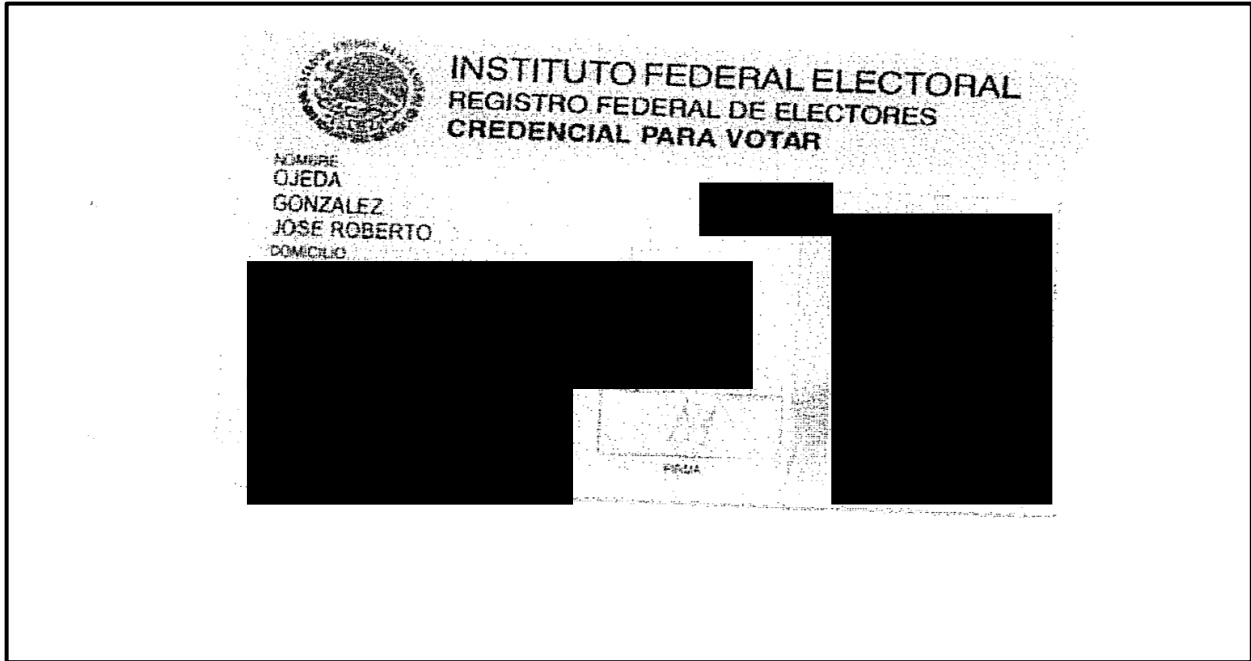 INSTITUTO FEDERAL ELECTORAL
REGISTRO FEDERAL DE ELECTORES
CREDENCIAL PARA VOTAR
NOMBRE
OJEDA
GONZALEZ
JOSE ROBERTO
DOMICILIO
FIRMA